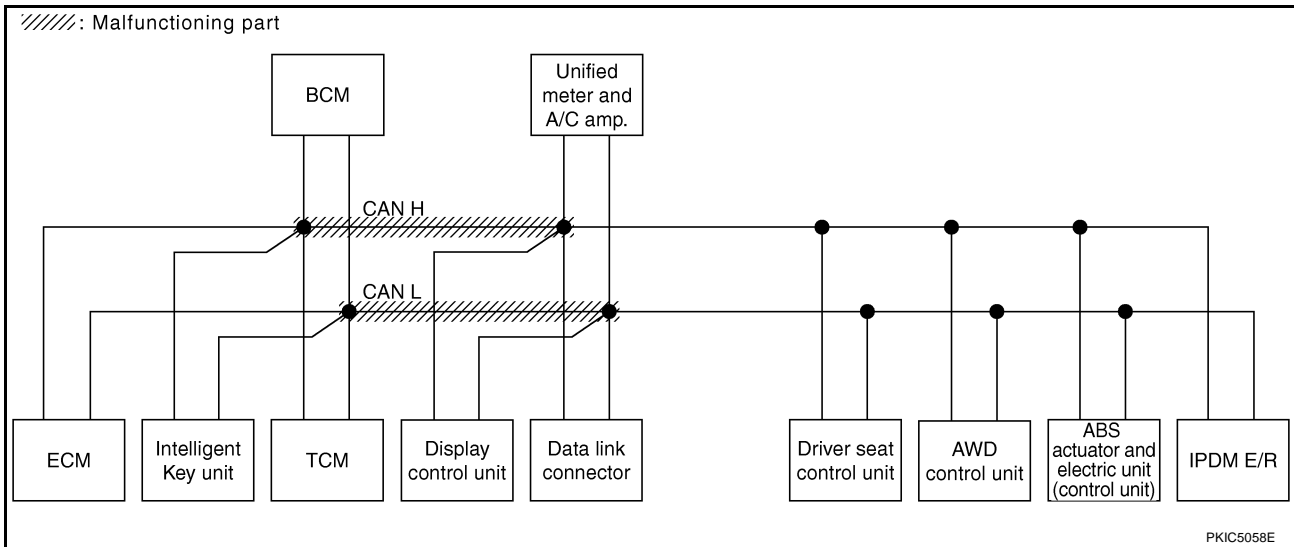 : Malfunctioning part
BCM
Unified
meter and
A/C amp.
CAN H
CAN L
ECM
Intelligent
Key unit
TCM
Display
control unit
Data link
connector
Driver seat
control unit
AWD
control unit
ABS
actuator and
electric unit
(control unit)
IPDM E/R
PKIC5058E